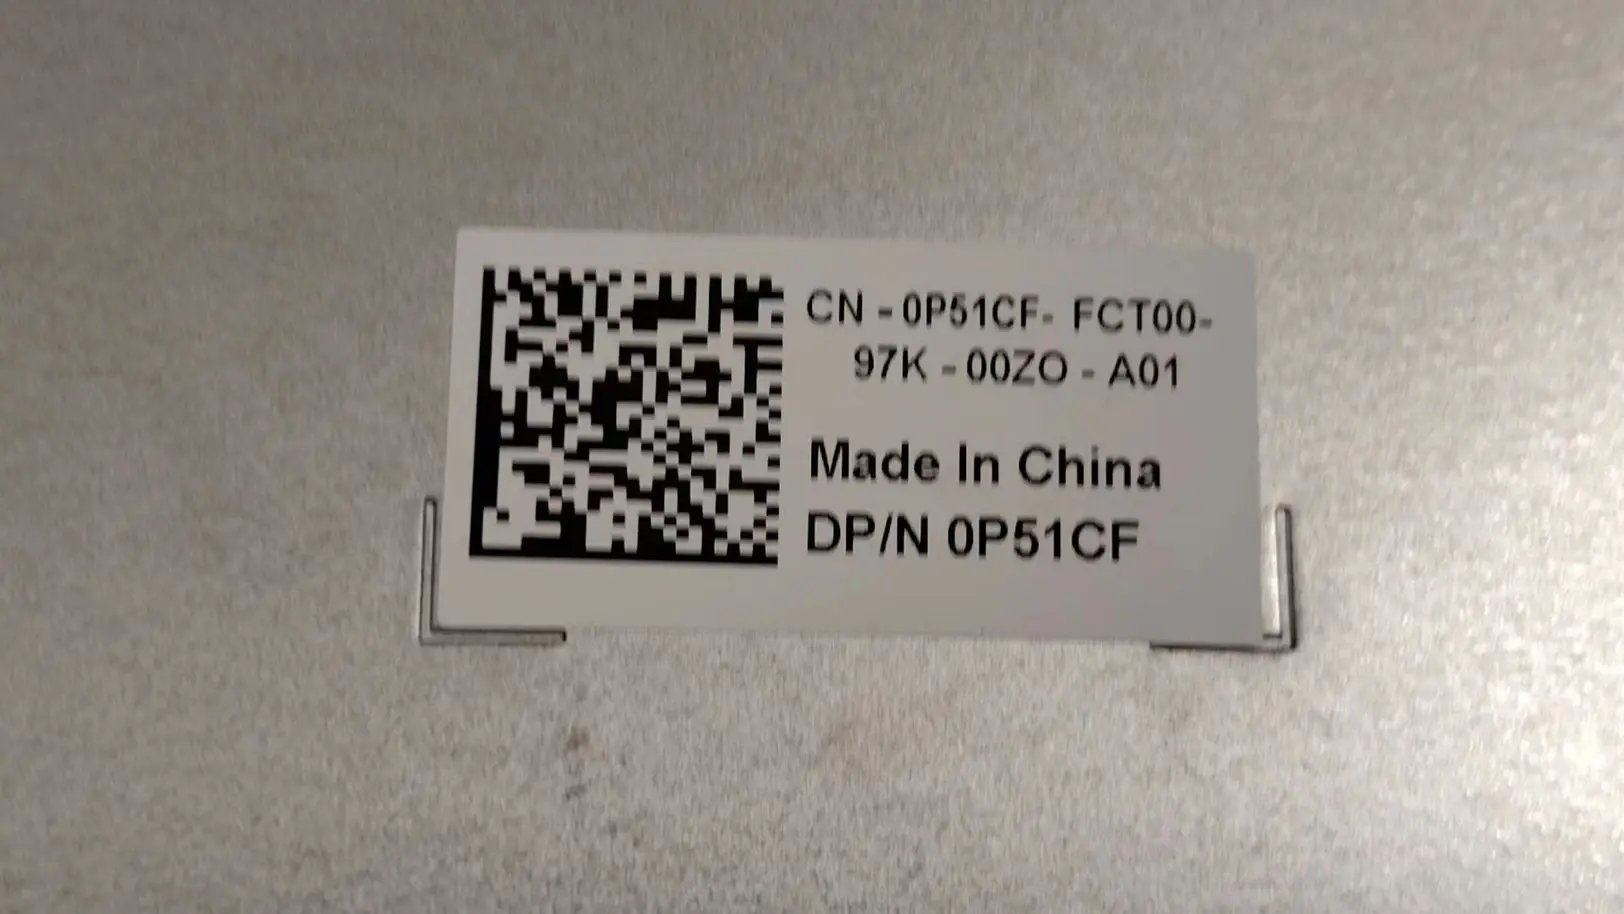 CN - 0P51CF- FCT00-
97K - 00ZO - A01
Made In China
DP/N 0P51CF